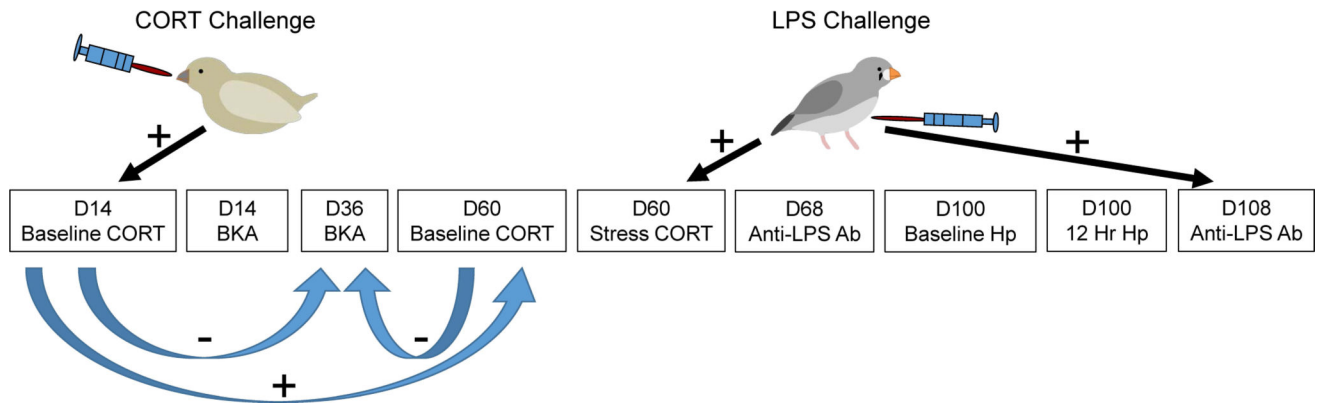 CORT Challenge
LPS Challenge
+
+
+
D14
Baseline CORT
D14
BKA
D36
BKA
D60
Baseline CORT
D60
Stress CORT
D68
Anti-LPS Ab
D100
Baseline Hp
D100
12 Hr Hp
D108
Anti-LPS Ab
-
-
+